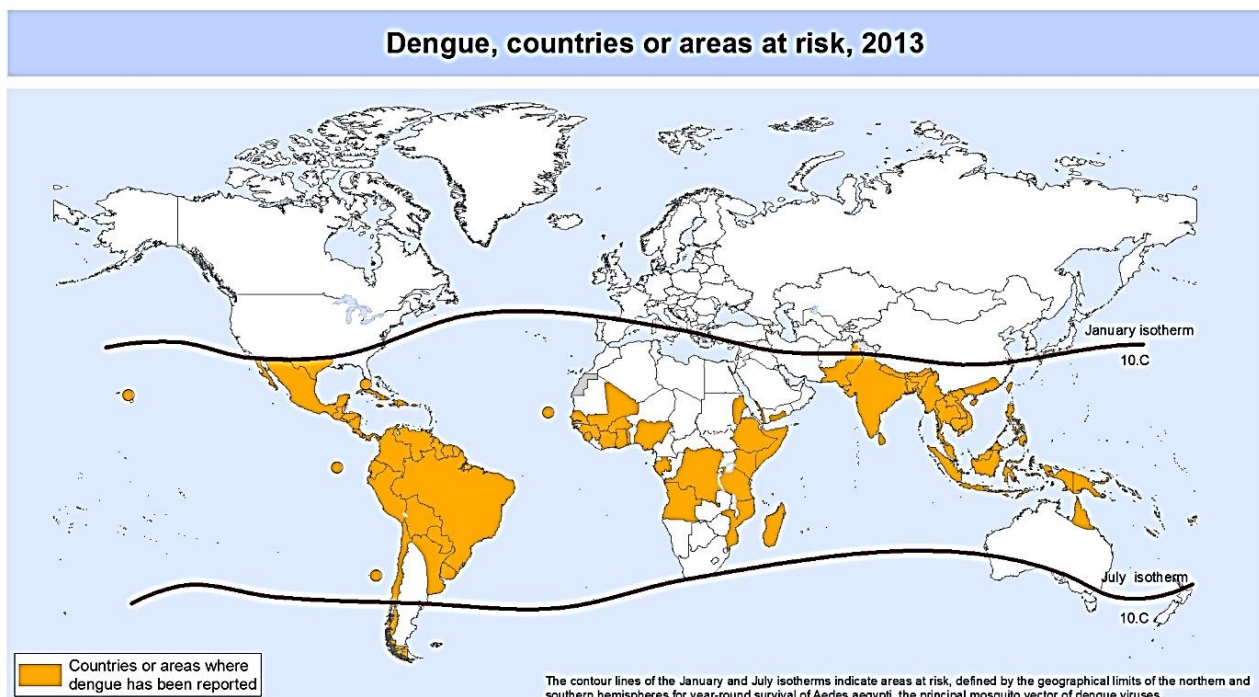 Dengue, countries or areas at risk, 2013
January isotherm
10.C
July isotherm
10.C
Countries or areas where
dengue has been reported
The contour lines of the January and July isotherms indicate areas at risk, defined by the geographical limits of the northern and
southern hemispheres for year-round survival of Aedes aegypti, the principal mosquito vector of dengue viruses.